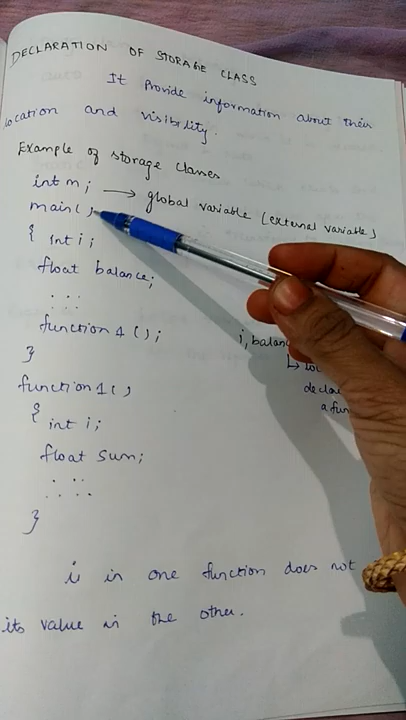 DECLARATION OF STORAGE CLASS
It Provide information about their
location and visibility.
Example of storage classes
int m; → global variable (external variable)
main()
{ int i;
float balance;
...
function 1 ();
i, balan
}
function 1()
{ int i;
float sum;
.....
}
in one function does not
its value in the other.